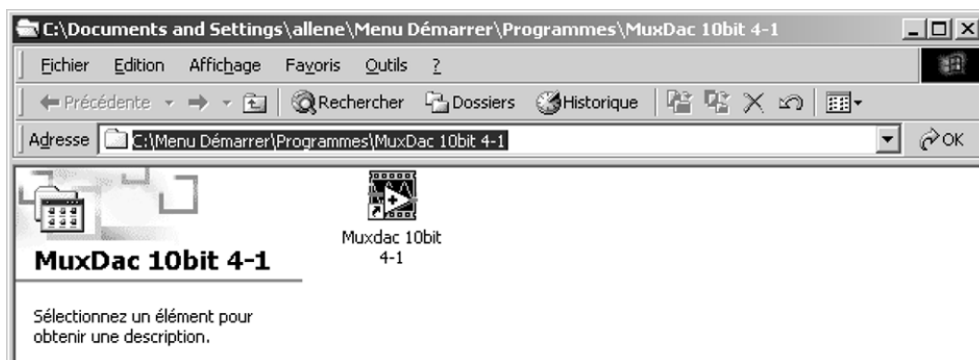 C:\Documents and Settings\allene\Menu Démarrer\Programmes\MuxDac 10bit 4-1
Eichier Edition Affichage Favoris Outils ?
Précédente Rechercher Dossiers Historique
Adresse C:\Menu Démarrer\Programmes\MuxDac 10bit 4-1 OK
Muxdac 10bit
4-1
MuxDac 10bit 4-1
Sélectionnez un élément pour
obtenir une description.